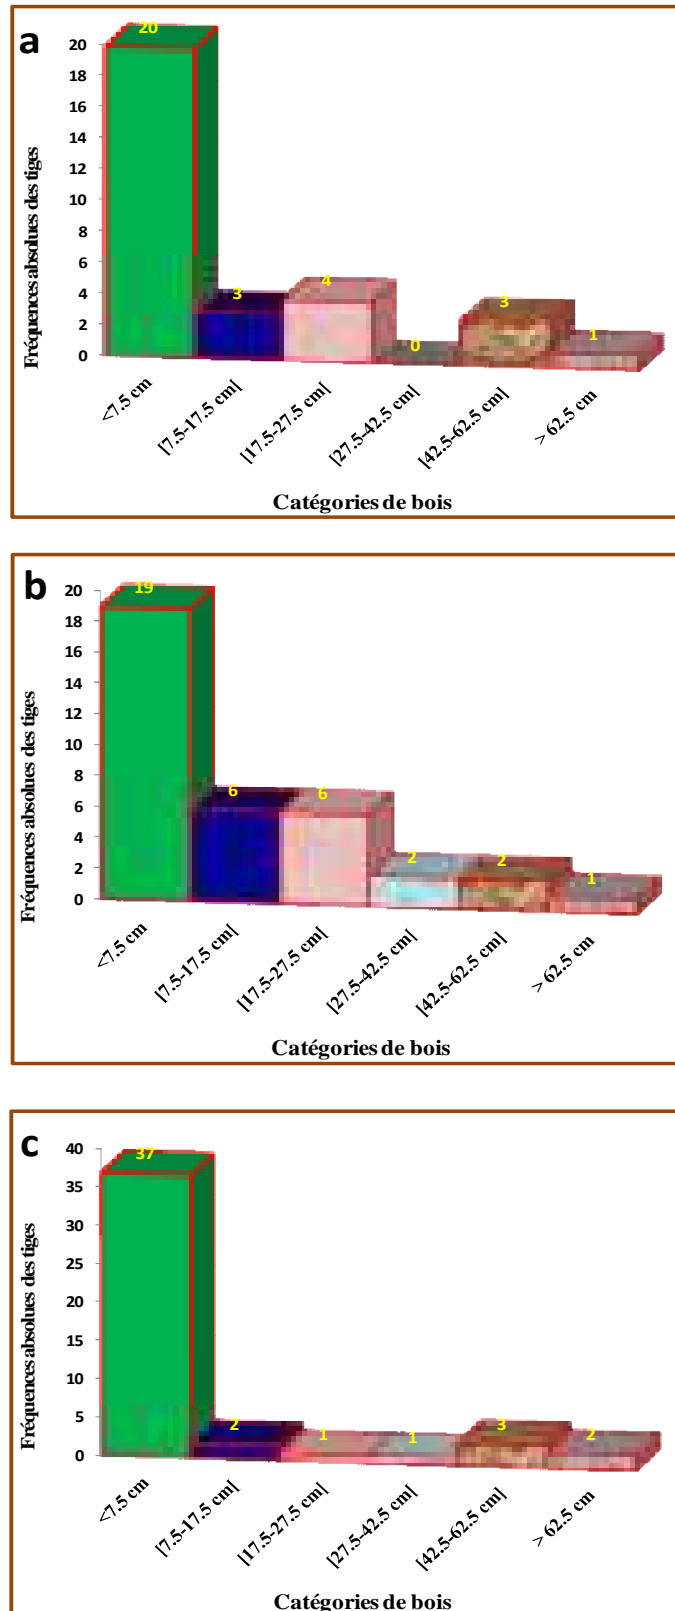 a
20
20
18
16
14
12
10
8
6
4
2
0
3
4
0
3
1
Fréquences absolues des tiges
<7.5 cm
[7.5-17.5 cm[
[17.5-27.5 cm[
[27.5-42.5 cm[
[42.5-62.5 cm[
> 62.5 cm
Catégories de bois
b
19
20
18
16
14
12
10
8
6
4
2
0
6
6
2
2
1
Fréquences absolues des tiges
<7.5 cm
[7.5-17.5 cm[
[17.5-27.5 cm[
[27.5-42.5 cm[
[42.5-62.5 cm[
> 62.5 cm
Catégories de bois
c
37
40
35
30
25
20
15
10
5
0
2
1
1
3
2
Fréquences absolues des tiges
<7.5 cm
[7.5-17.5 cm[
[17.5-27.5 cm[
[27.5-42.5 cm[
[42.5-62.5 cm[
> 62.5 cm
Catégories de bois